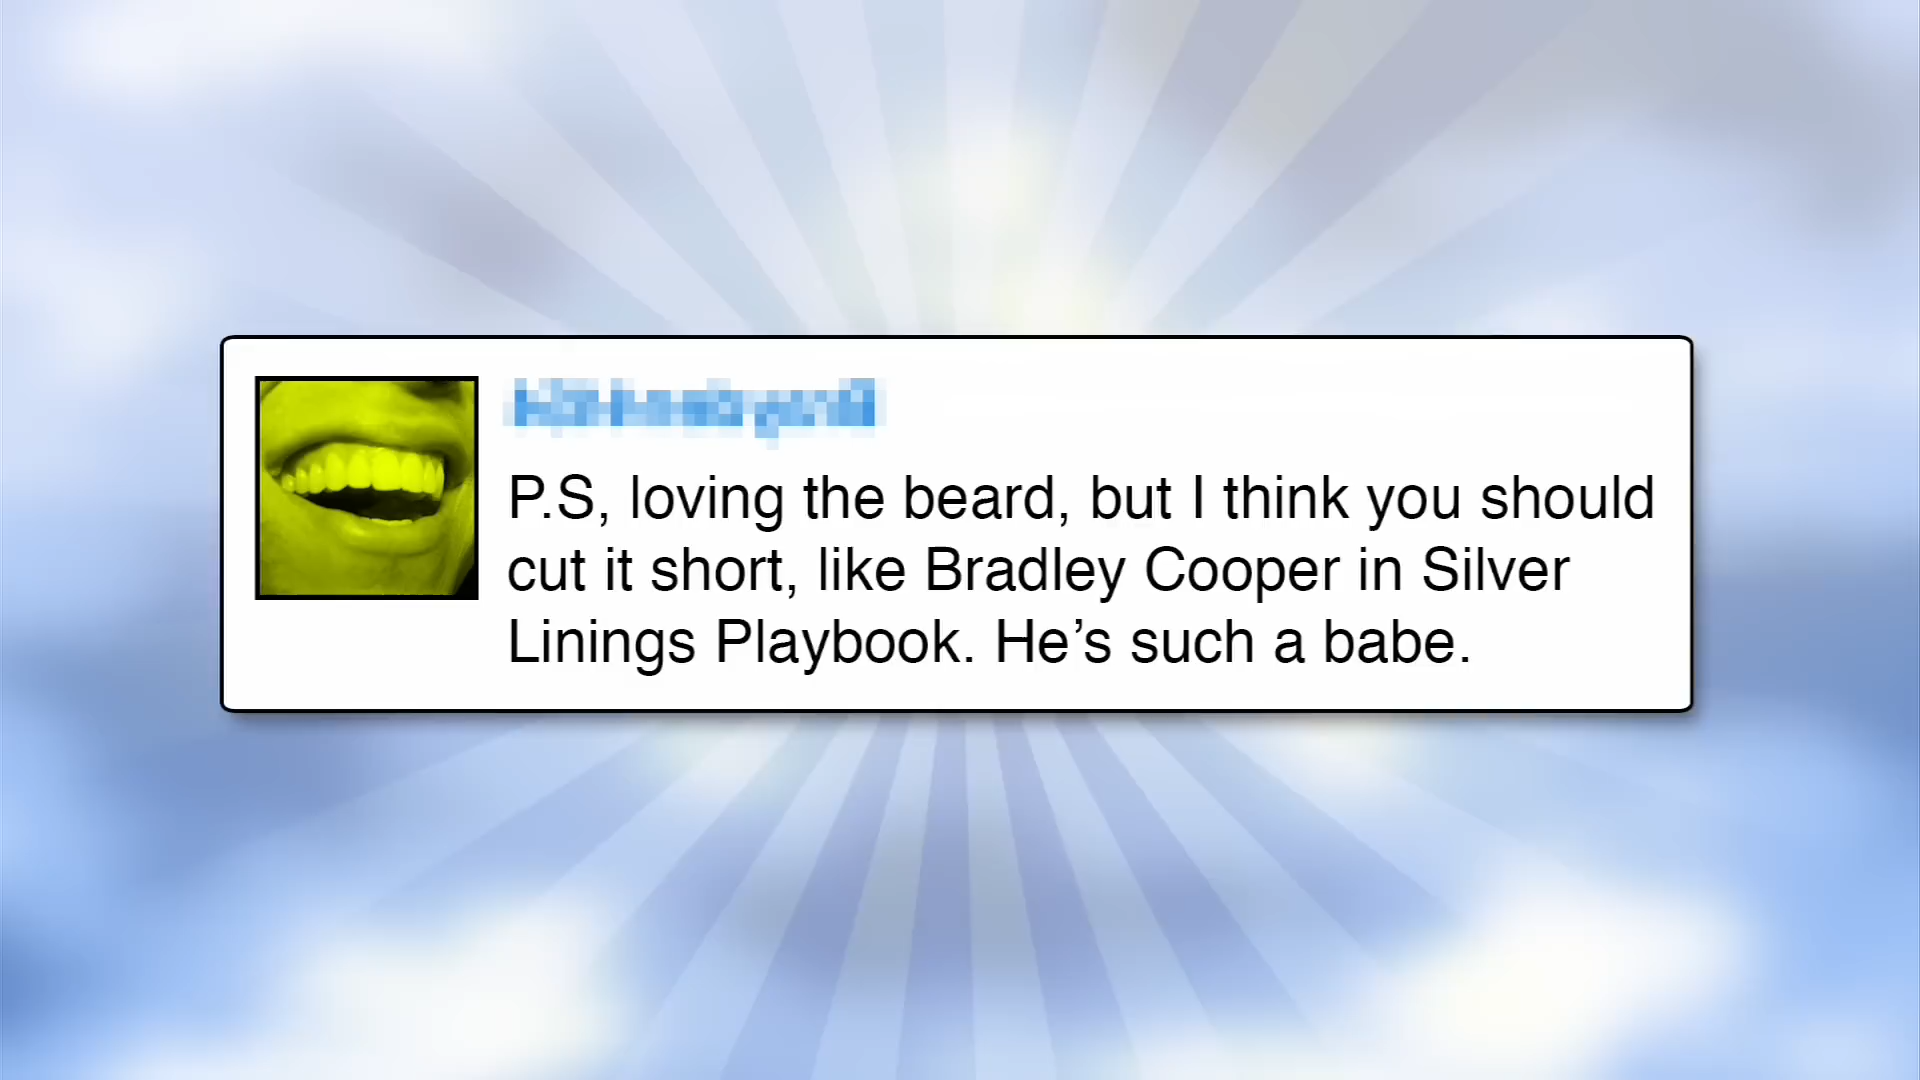 P.S, loving the beard, but I think you should
cut it short, like Bradley Cooper in Silver
Linings Playbook. He’s such a babe.